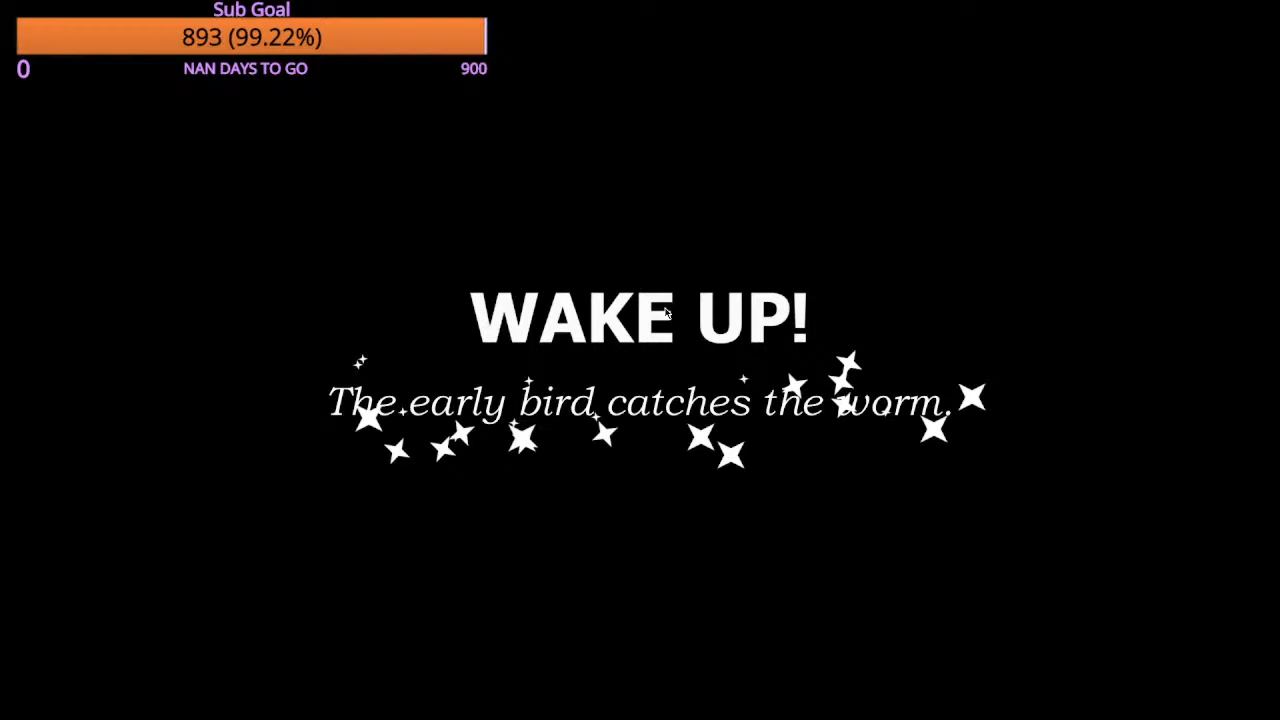 Sub Goal
893 (99.22%)
0 NAN DAYS TO GO 900
WAKE UP!
The early bird catches the worm.